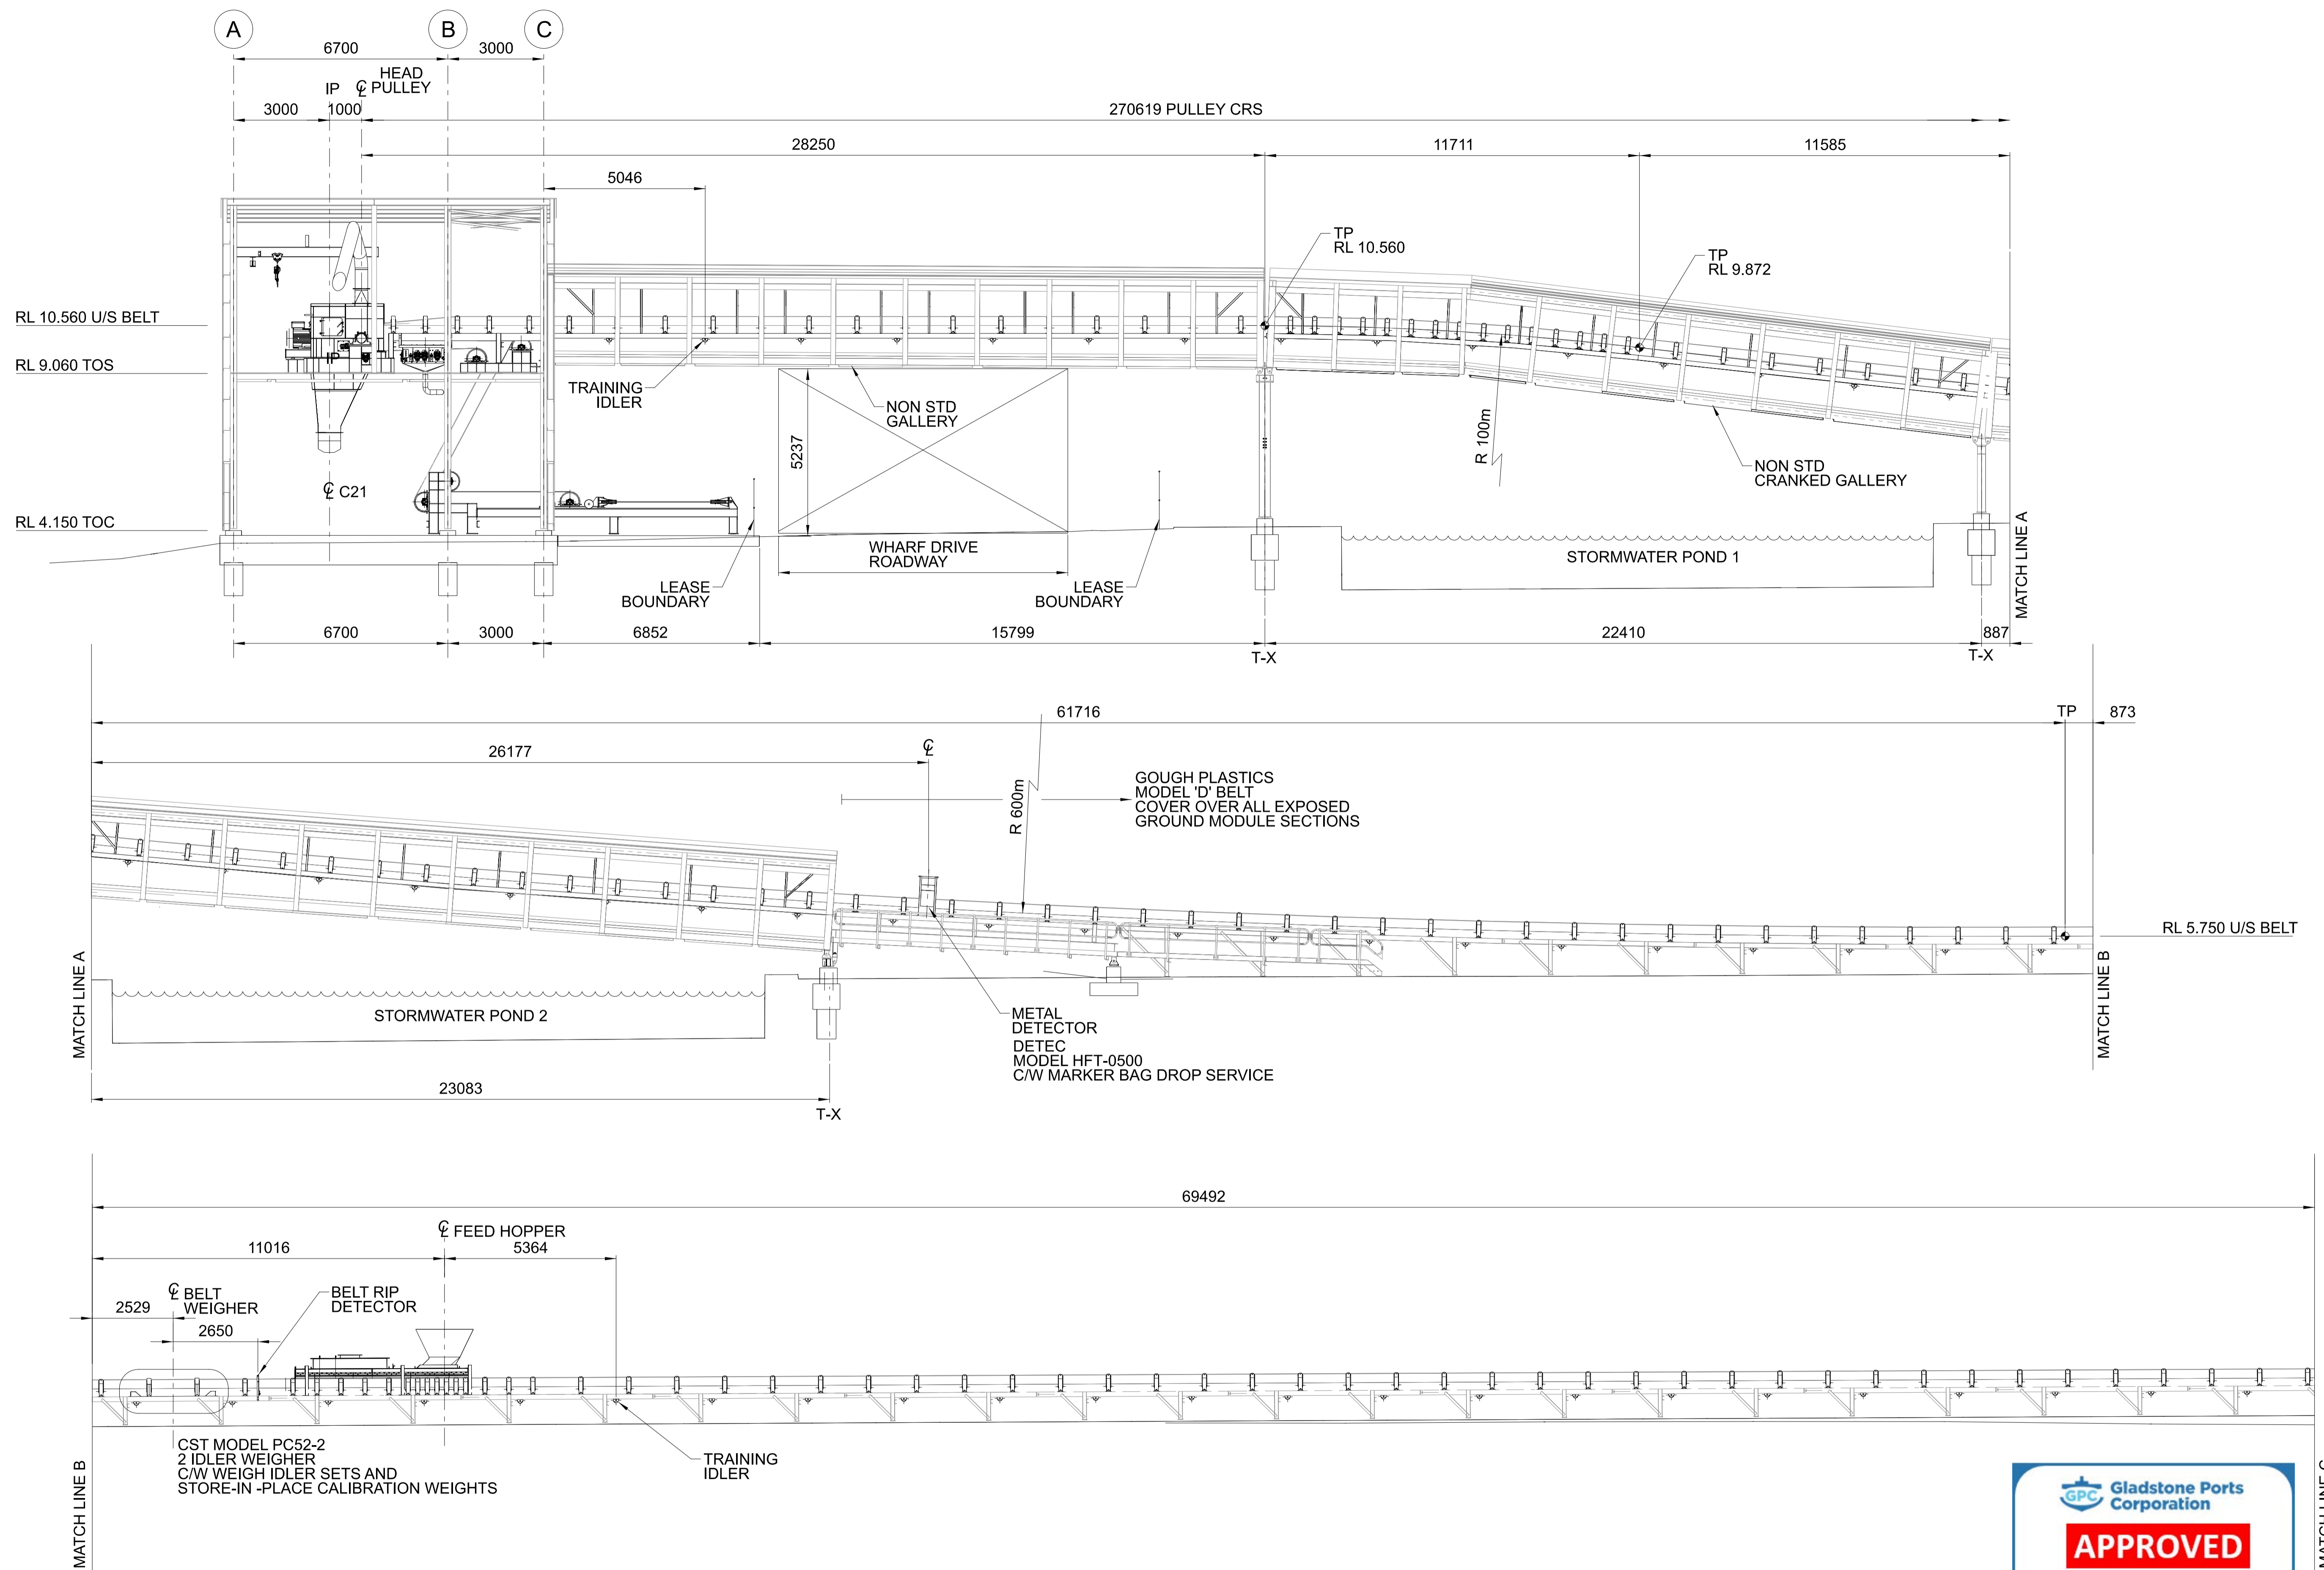 A
B
C
6700
3000
HEAD
IP ℄ PULLEY
3000
1000
270619 PULLEY CRS
28250
11711
11585
5046
TP
RL 10.560
TP
RL 9.872
RL 10.560 U/S BELT
RL 9.060 TOS
TRAINING
IDLER
NON STD
GALLERY
5237
R 100m
NON STD
CRANKED GALLERY
℄ C21
RL 4.150 TOC
WHARF DRIVE
ROADWAY
STORMWATER POND 1
LEASE
BOUNDARY
LEASE
BOUNDARY
MATCH LINE A
6700
3000
6852
15799
22410
887
T-X
T-X
61716
TP
873
26177
℄
R 600m
GOUGH PLASTICS
MODEL 'D' BELT
COVER OVER ALL EXPOSED
GROUND MODULE SECTIONS
RL 5.750 U/S BELT
MATCH LINE A
STORMWATER POND 2
METAL
DETECTOR
DETEC
MODEL HFT-0500
C/W MARKER BAG DROP SERVICE
MATCH LINE B
23083
T-X
69492
℄ FEED HOPPER
11016
5364
℄ BELT
WEIGHER
BELT RIP
DETECTOR
2529
2650
CST MODEL PC52-2
2 IDLER WEIGHER
C/W WEIGH IDLER SETS AND
STORE-IN -PLACE CALIBRATION WEIGHTS
TRAINING
IDLER
MATCH LINE B
MATCH LINE C
GPC
Gladstone Ports
Corporation
APPROVED